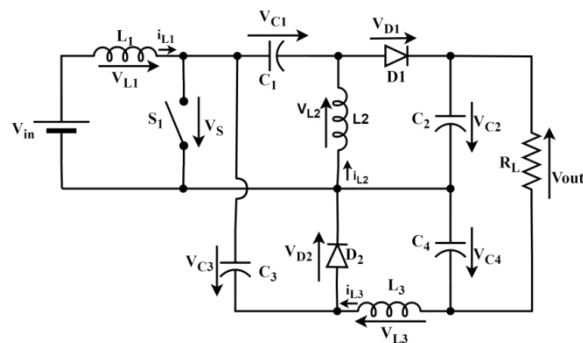 L1 iL1 VC1 VD1
VL1 C1 D1
Vin S1 VS VL2 L2 C2 VC2
iL2 RL Vout
VC3 C3 VD2 D2 C4 VC4
iL3 L3
VL3